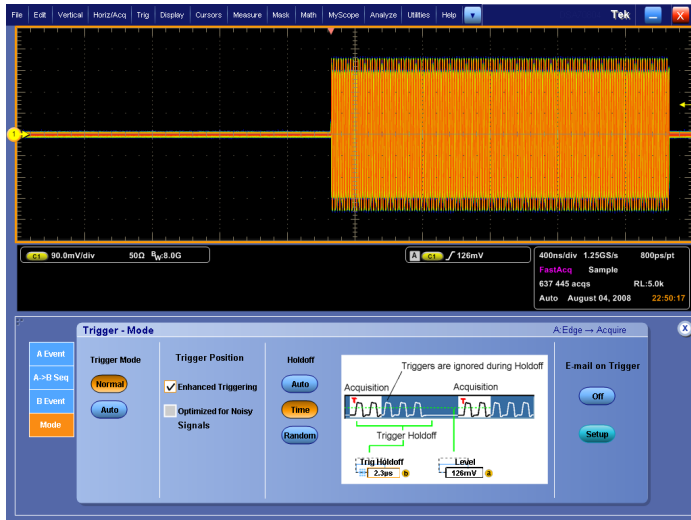 File Edit Vertical Horiz/Acq Trig Display Cursors Measure Mask Math MyScope Analyze Utilities Help Tek X
1
C1 90.0mV/div 50Ω BW:8.0G
A C1 126mV
400ns/div 1.25GS/s 800ps/pt
FastAcq Sample
637 445 acqs RL:5.0k
Auto August 04, 2008 22:50:17
Trigger - Mode A:Edge → Acquire X
A Event
A->B Seq
B Event
Mode
Trigger Mode
Normal
Auto
Trigger Position
Enhanced Triggering
Optimized for Noisy
Signals
Holdoff
Auto
Time
Random
Triggers are ignored during Holdoff
Acquisition Acquisition
Trigger Holdoff
Trig Holdoff Level
2.3µs b 126mV a
E-mail on Trigger
Off
Setup